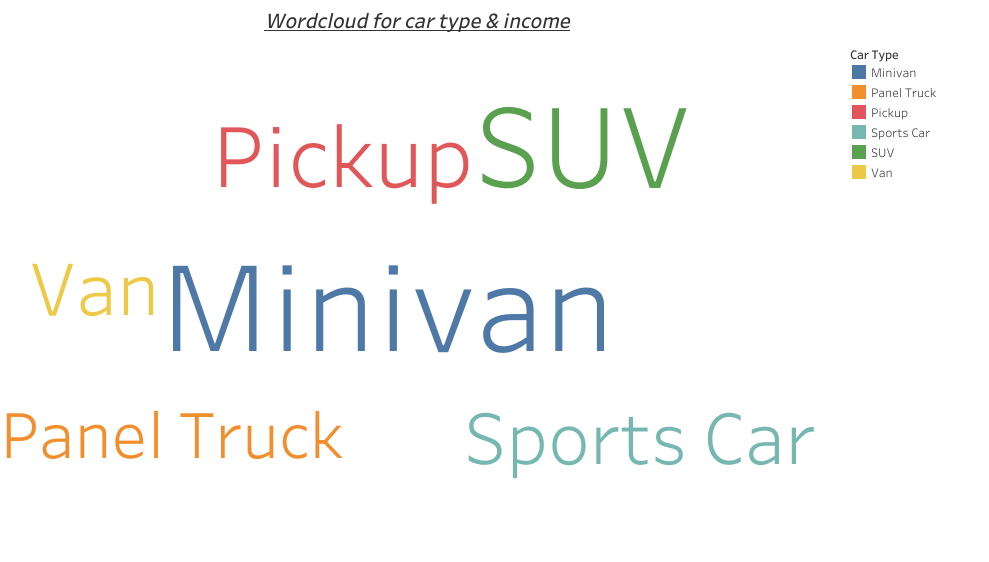 Wordcloud for car type & income
Car Type
Minivan
Panel Truck
Pickup
Sports Car
SUV
Van
Pickup SUV
Van Minivan
Panel Truck Sports Car